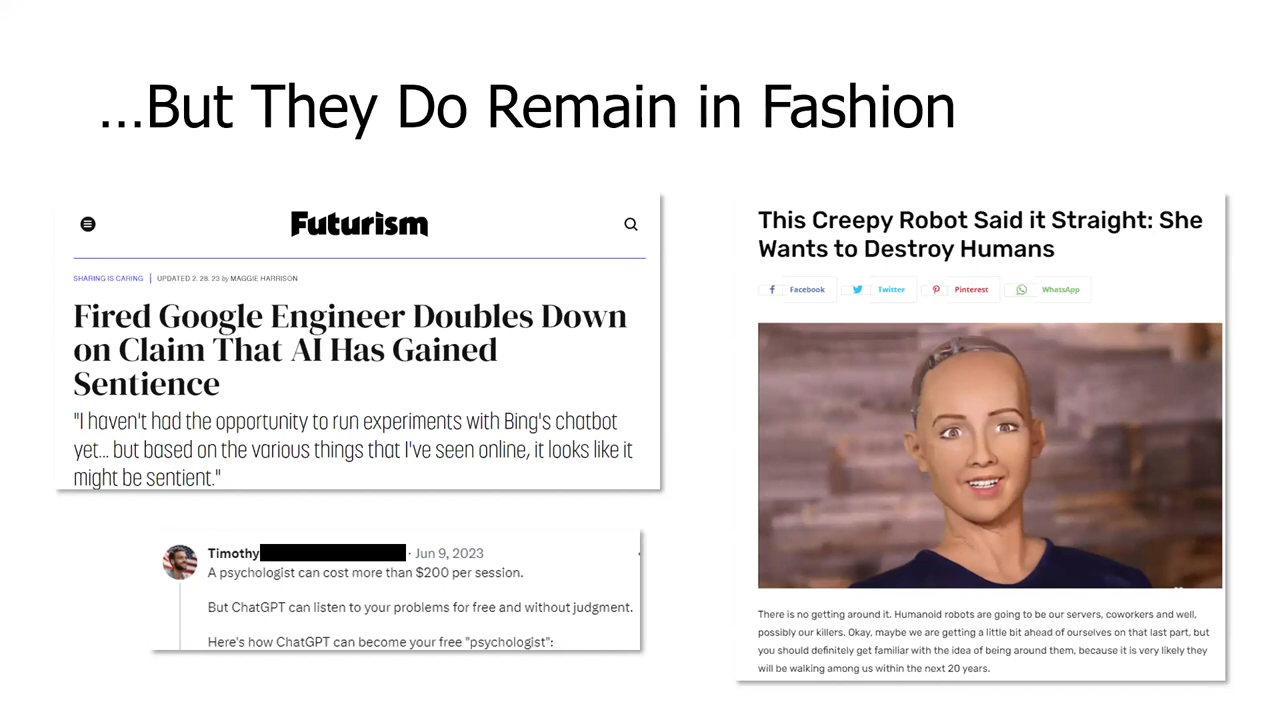 …But They Do Remain in Fashion
Futurism
SHARING IS CARING | UPDATED 2. 28. 23 by MAGGIE HARRISON
Fired Google Engineer Doubles Down
on Claim That AI Has Gained
Sentience
"I haven't had the opportunity to run experiments with Bing's chatbot
yet... but based on the various things that I've seen online, it looks like it
might be sentient."
Timothy · Jun 9, 2023
A psychologist can cost more than $200 per session.
But ChatGPT can listen to your problems for free and without judgment.
Here's how ChatGPT can become your free "psychologist":
This Creepy Robot Said it Straight: She
Wants to Destroy Humans
Facebook Twitter Pinterest WhatsApp
There is no getting around it. Humanoid robots are going to be our servers, coworkers and well,
possibly our killers. Okay, maybe we are getting a little bit ahead of ourselves on that last part, but
you should definitely get familiar with the idea of being around them, because it is very likely they
will be walking among us within the next 20 years.